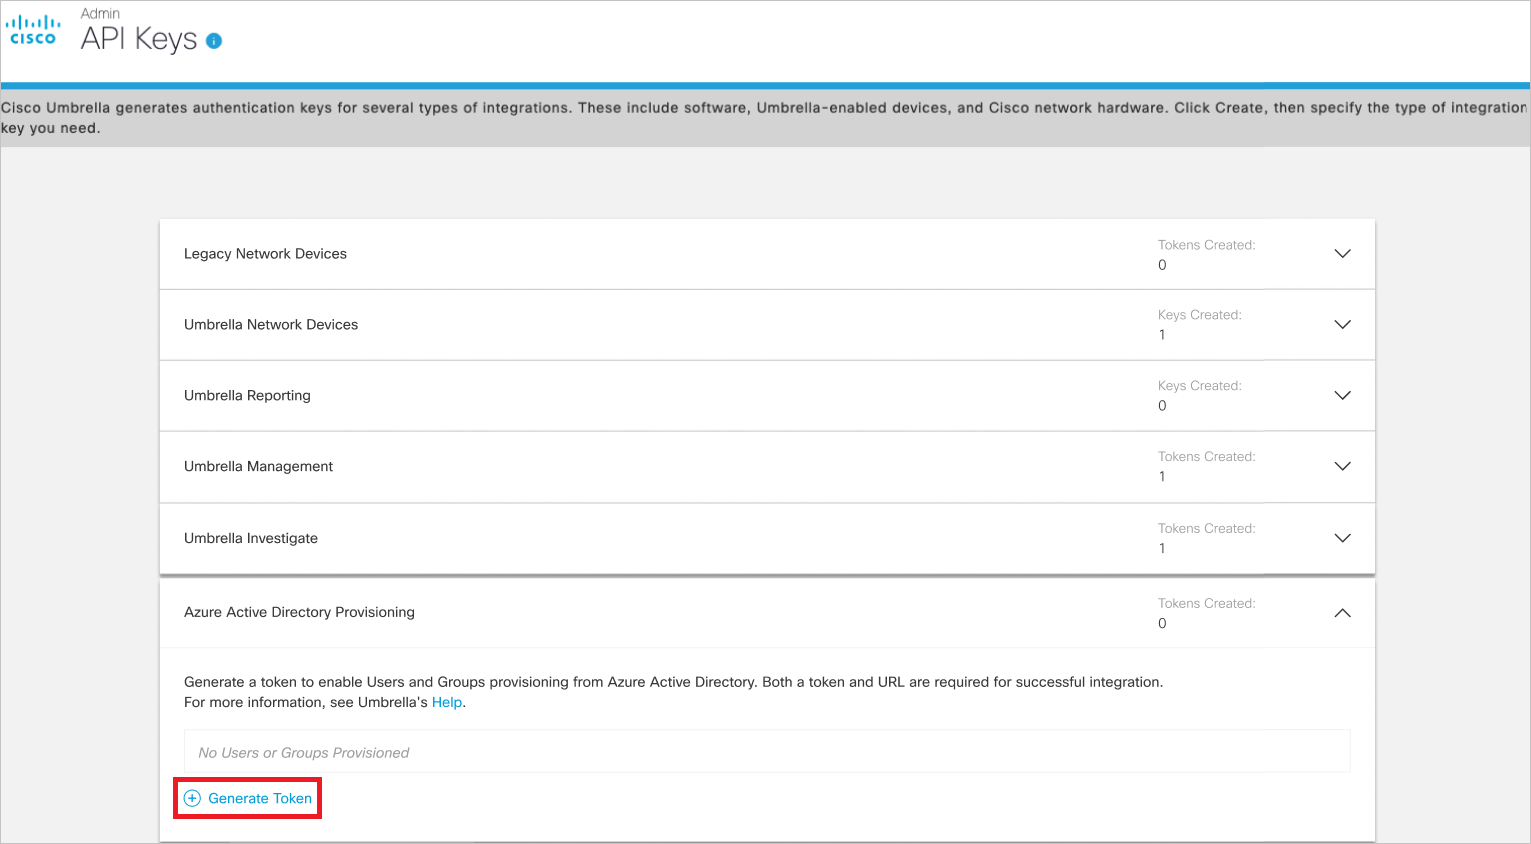 CISCO
Admin
API Keys
Cisco Umbrella generates authentication keys for several types of integrations. These include software, Umbrella-enabled devices, and Cisco network hardware. Click Create, then specify the type of integration
key you need.
Legacy Network Devices
Tokens Created:
0
Umbrella Network Devices
Keys Created:
1
Umbrella Reporting
Keys Created:
0
Umbrella Management
Tokens Created:
1
Umbrella Investigate
Tokens Created:
1
Azure Active Directory Provisioning
Tokens Created:
0
Generate a token to enable Users and Groups provisioning from Azure Active Directory. Both a token and URL are required for successful integration.
For more information, see Umbrella's Help.
No Users or Groups Provisioned
Generate Token